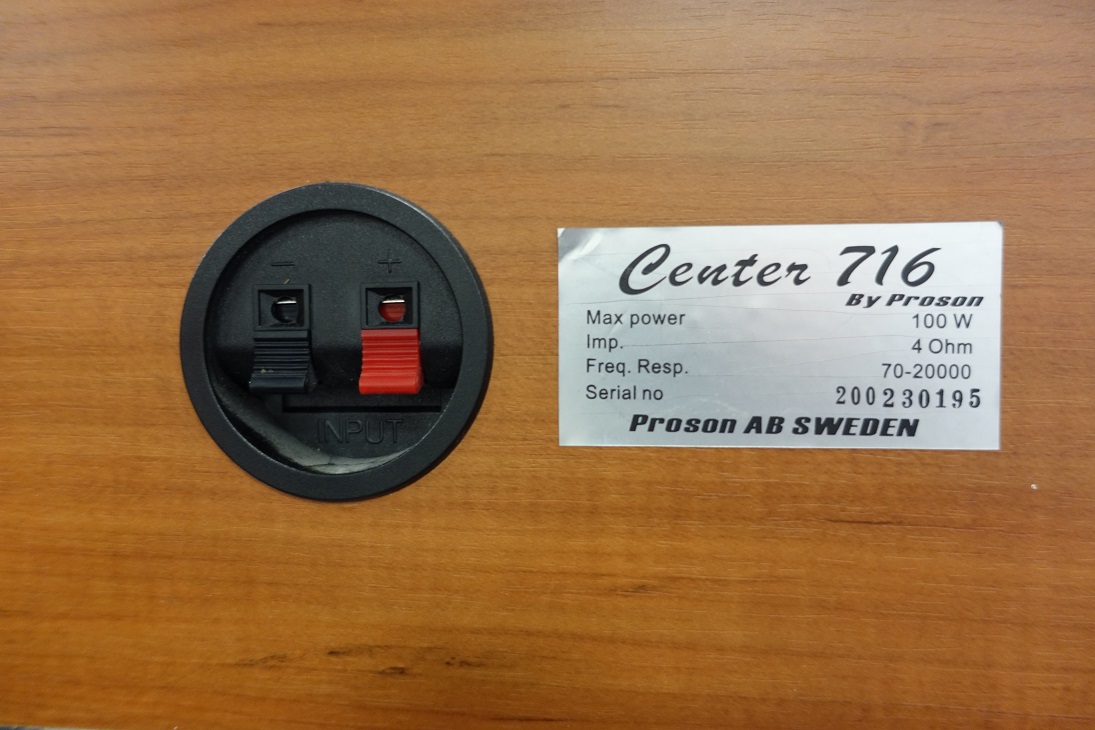 − +
INPUT
Center 716
By Proson
Max power 100 W
Imp. 4 Ohm
Freq. Resp. 70-20000
Serial no 200230195
Proson AB SWEDEN